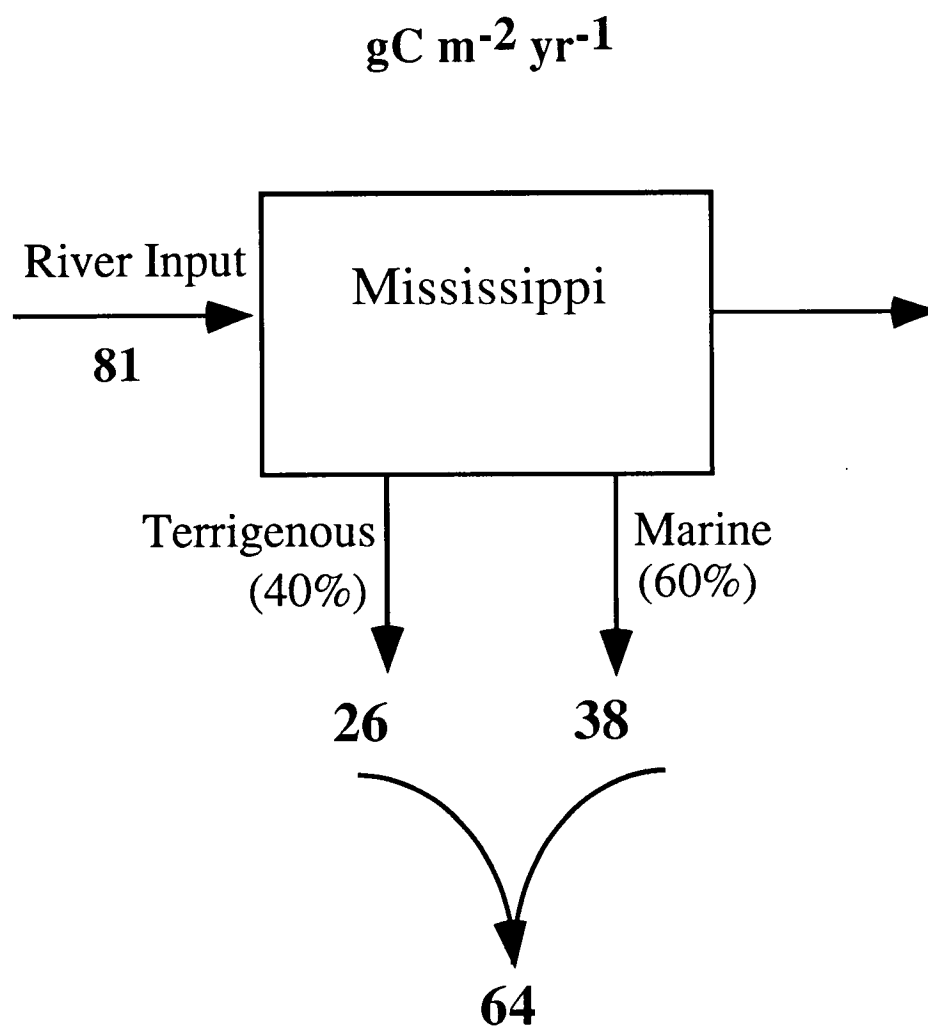 gC m-2 yr-1
River Input
81
Mississippi
Terrigenous
(40%)
Marine
(60%)
26
38
64